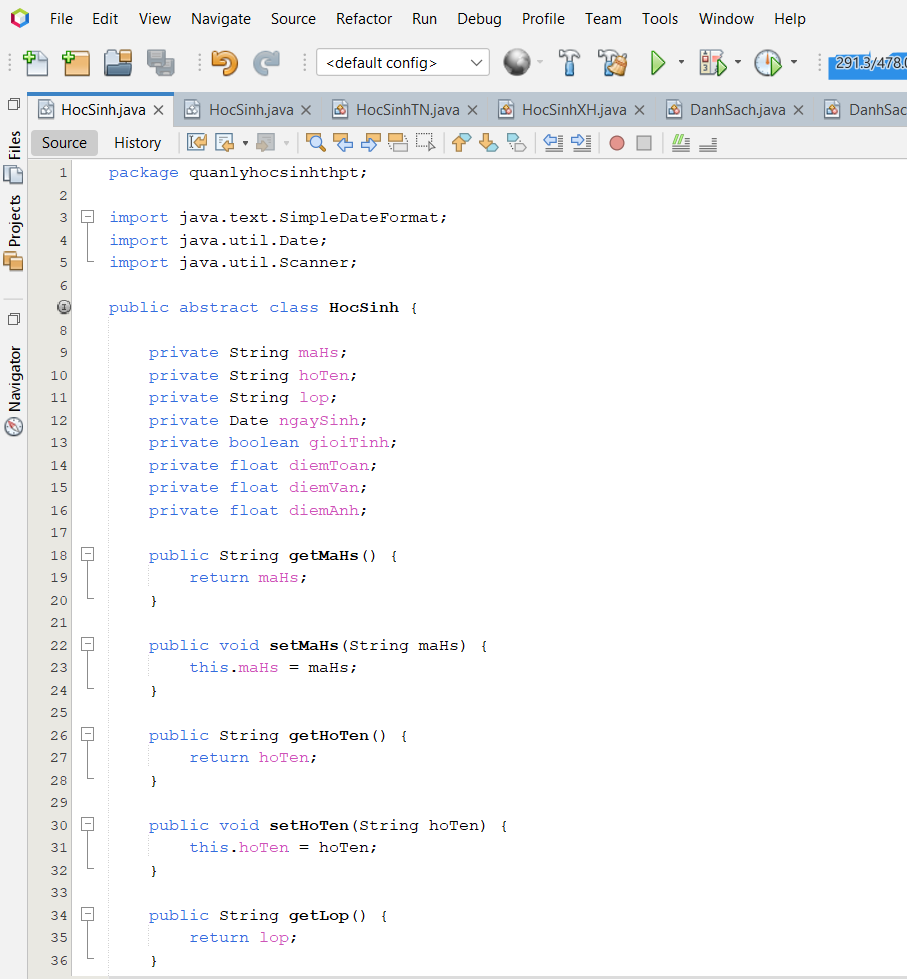 File Edit View Navigate Source Refactor Run Debug Profile Team Tools Window Help
<default config> 291.3/478.0
HocSinh.java HocSinh.java HocSinhTN.java HocSinhXH.java DanhSach.java DanhSac
Source History
Files
Projects
Navigator
1 package quanlyhocsinhthpt;
2
3 import java.text.SimpleDateFormat;
4 import java.util.Date;
5 import java.util.Scanner;
6
public abstract class HocSinh {
8
9 private String maHs;
10 private String hoTen;
11 private String lop;
12 private Date ngaySinh;
13 private boolean gioiTinh;
14 private float diemToan;
15 private float diemVan;
16 private float diemAnh;
17
18 public String getMaHs() {
19 return maHs;
20 }
21
22 public void setMaHs(String maHs) {
23 this.maHs = maHs;
24 }
25
26 public String getHoTen() {
27 return hoTen;
28 }
29
30 public void setHoTen(String hoTen) {
31 this.hoTen = hoTen;
32 }
33
34 public String getLop() {
35 return lop;
36 }